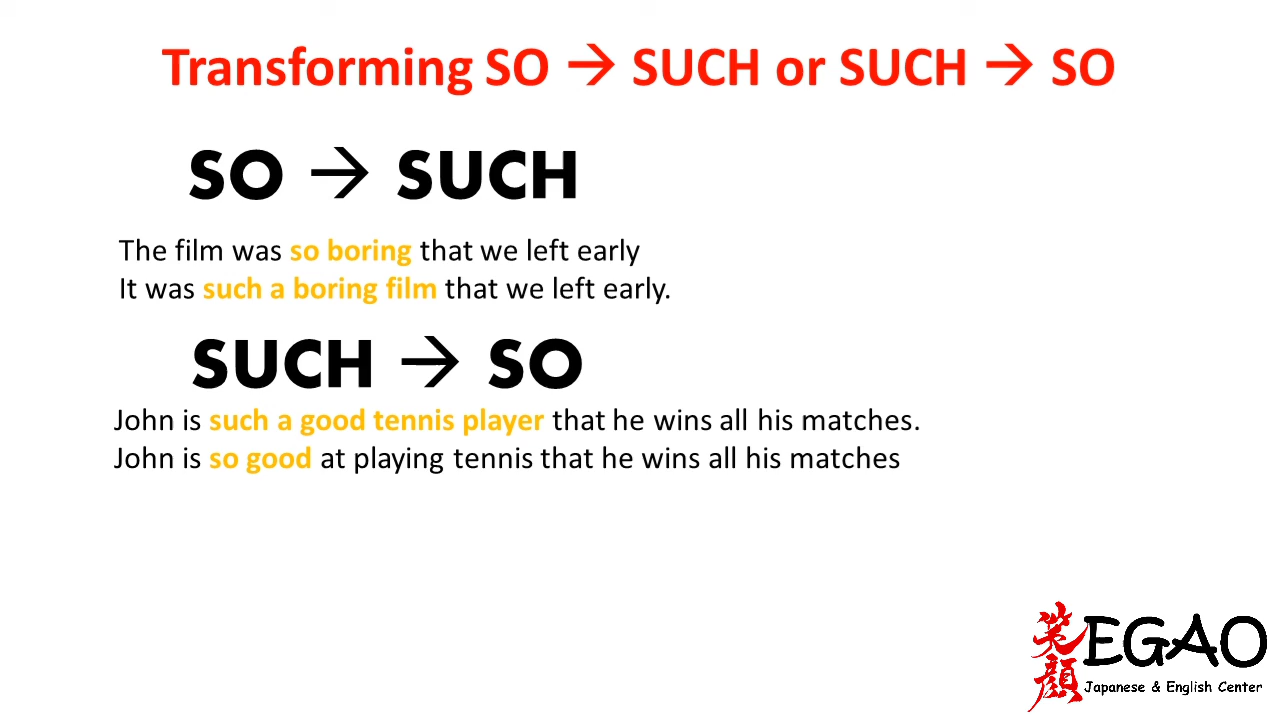 Transforming SO → SUCH or SUCH → SO
SO → SUCH
The film was so boring that we left early
It was such a boring film that we left early.
SUCH → SO
John is such a good tennis player that he wins all his matches.
John is so good at playing tennis that he wins all his matches
笑顔
EGAO
Japanese & English Center